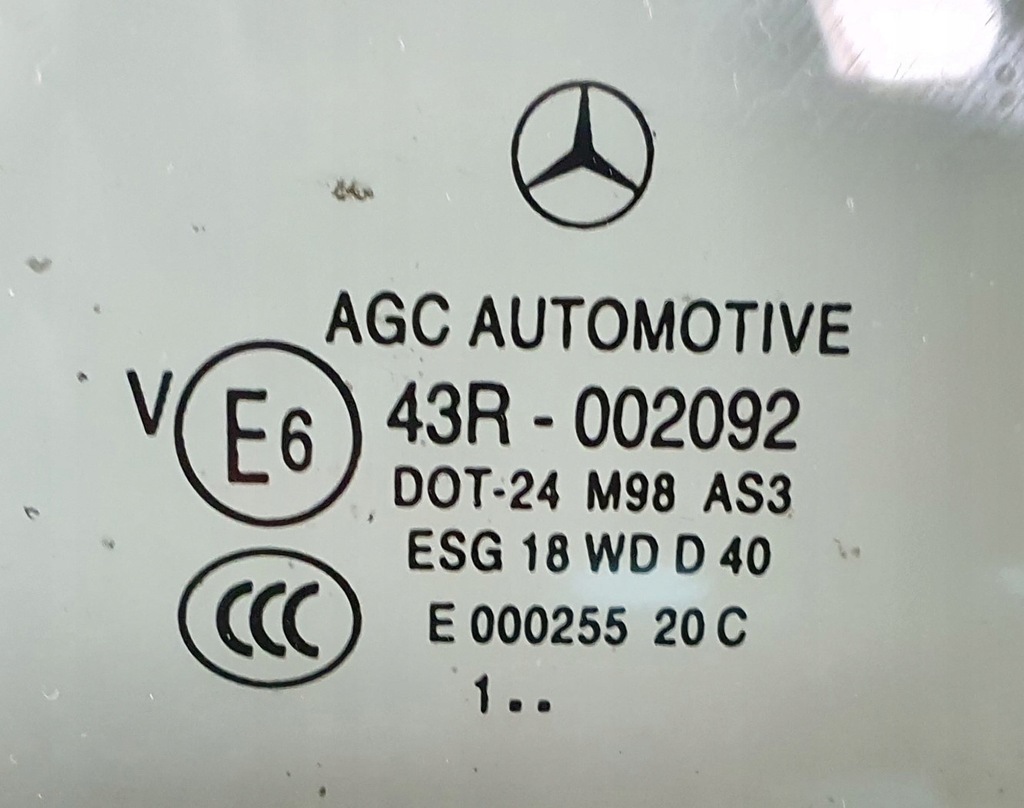 AGC AUTOMOTIVE
V E6 43R - 002092
DOT-24 M98 AS3
ESG 18 WD D 40
CCC E 000255 20 C
1..